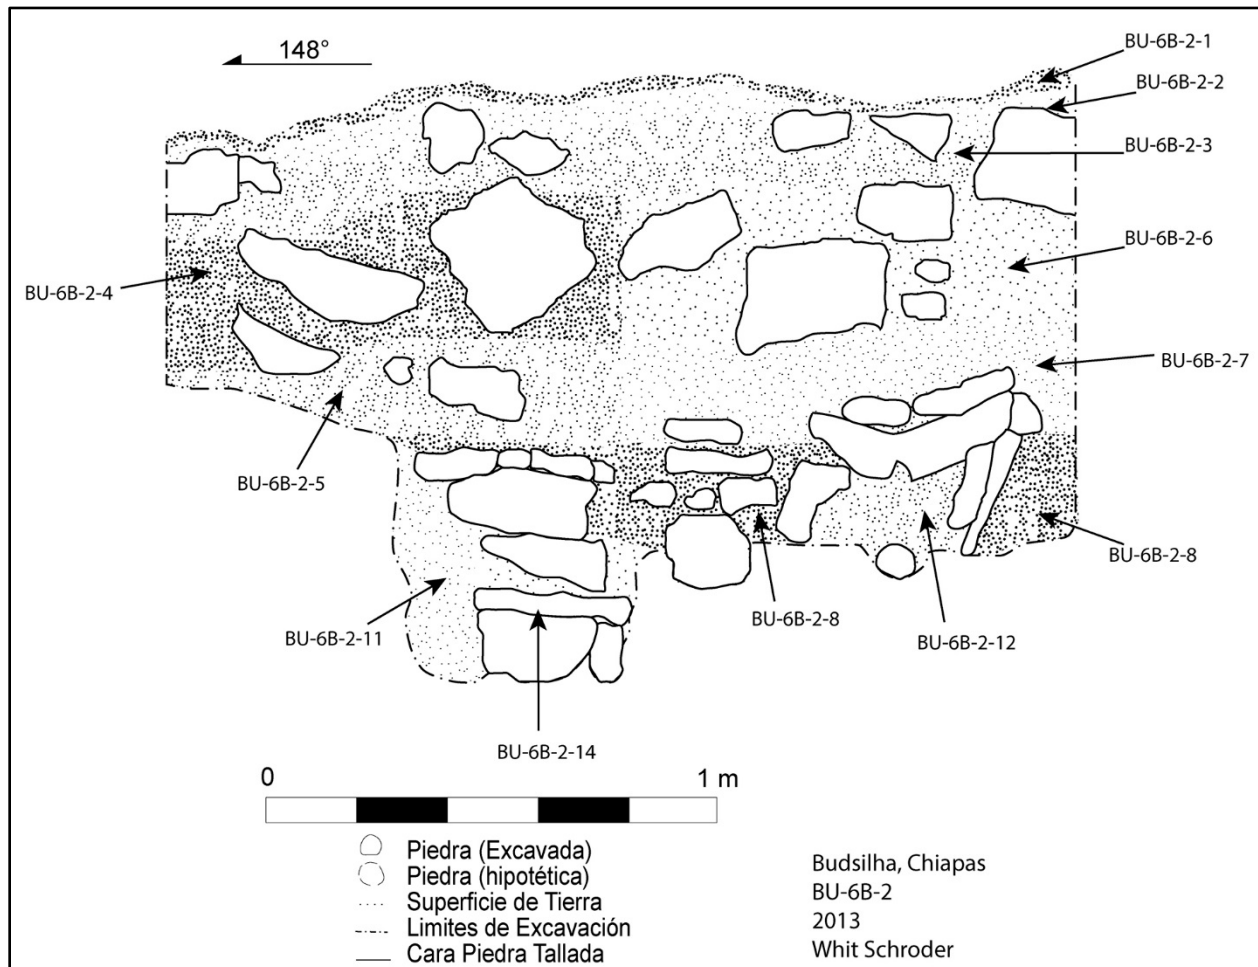 148°
BU-6B-2-1
BU-6B-2-2
BU-6B-2-3
BU-6B-2-6
BU-6B-2-4
BU-6B-2-7
BU-6B-2-5
BU-6B-2-8
BU-6B-2-8
BU-6B-2-11
BU-6B-2-12
BU-6B-2-14
0 1 m
Piedra (Excavada)
Piedra (hipotética)
Superficie de Tierra
Limites de Excavación
Cara Piedra Tallada
Budsilha, Chiapas
BU-6B-2
2013
Whit Schroder